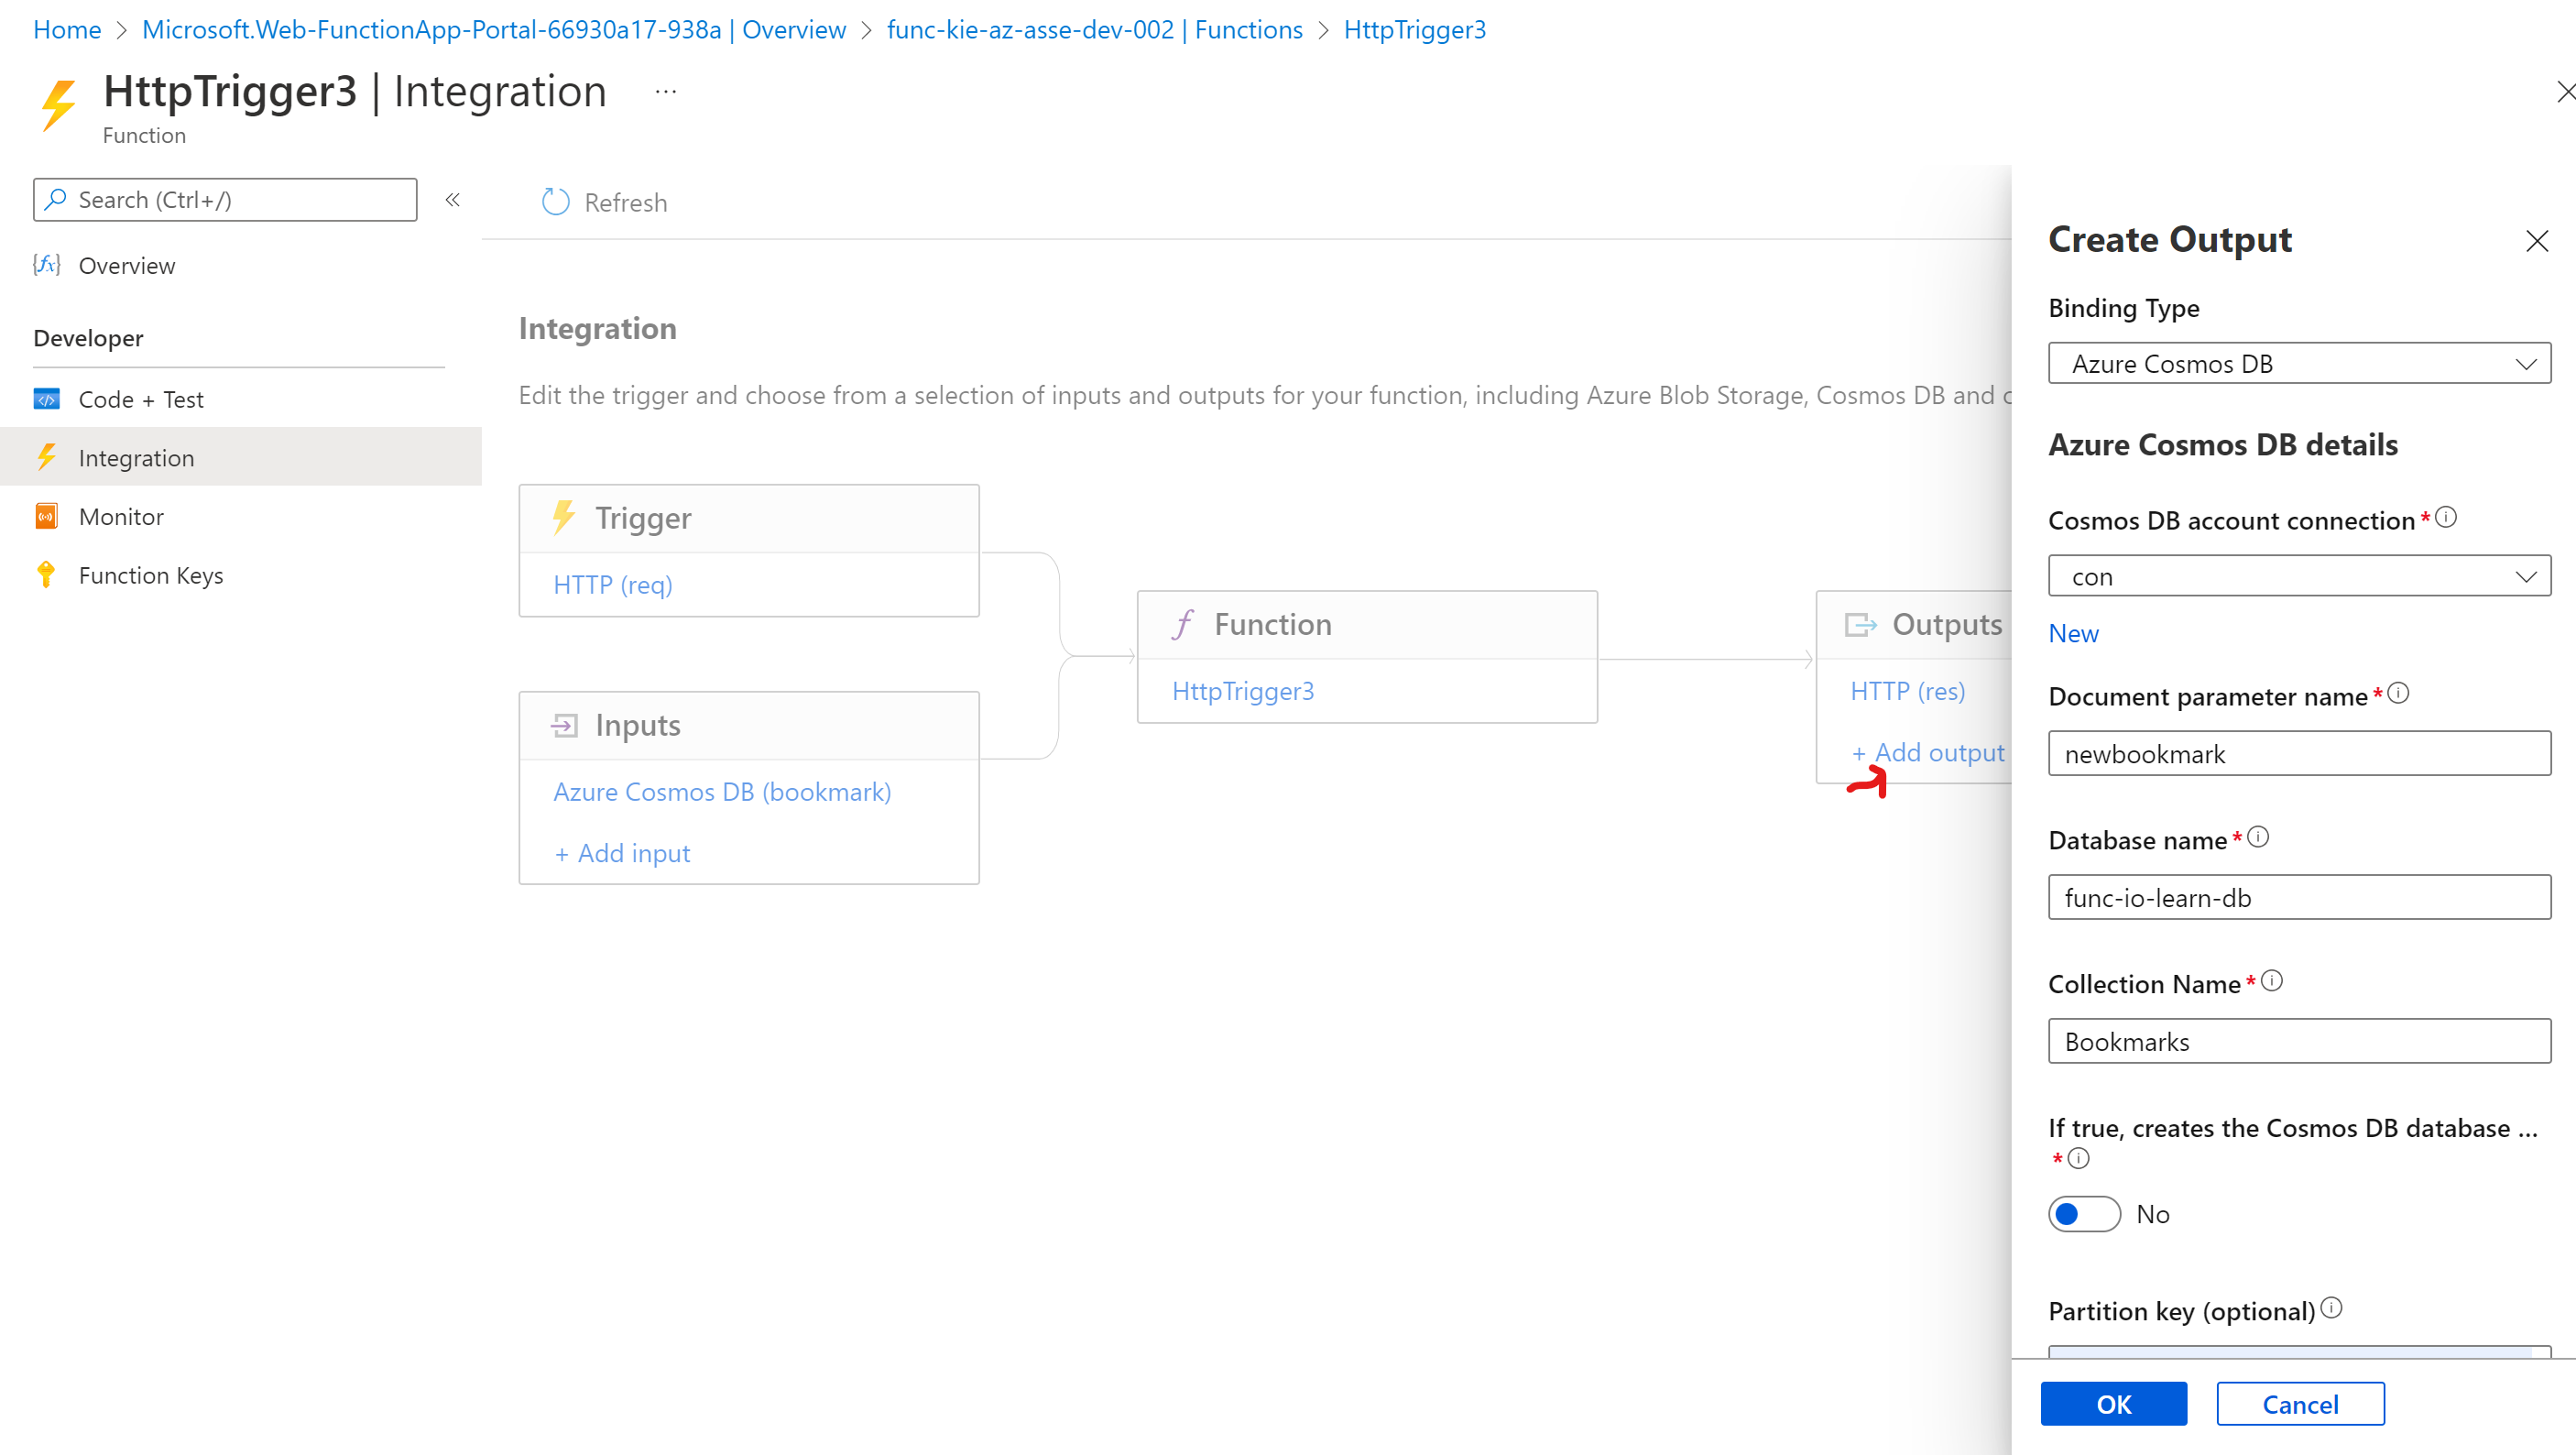 Home > Microsoft.Web-FunctionApp-Portal-66930a17-938a | Overview > func-kie-az-asse-dev-002 | Functions > HttpTrigger3
HttpTrigger3 | Integration ...
Function
Search (Ctrl+/) «
Overview
Developer
Code + Test
Integration
Monitor
Function Keys
Refresh
Integration
Edit the trigger and choose from a selection of inputs and outputs for your function, including Azure Blob Storage, Cosmos DB and
Trigger
HTTP (req)
Inputs
Azure Cosmos DB (bookmark)
+ Add input
Function
HttpTrigger3
Outputs
HTTP (res)
+ Add output
Create Output
Binding Type
Azure Cosmos DB
Azure Cosmos DB details
Cosmos DB account connection *
con
New
Document parameter name *
newbookmark
Database name *
func-io-learn-db
Collection Name *
Bookmarks
If true, creates the Cosmos DB database ...
*
No
Partition key (optional)
OK
Cancel